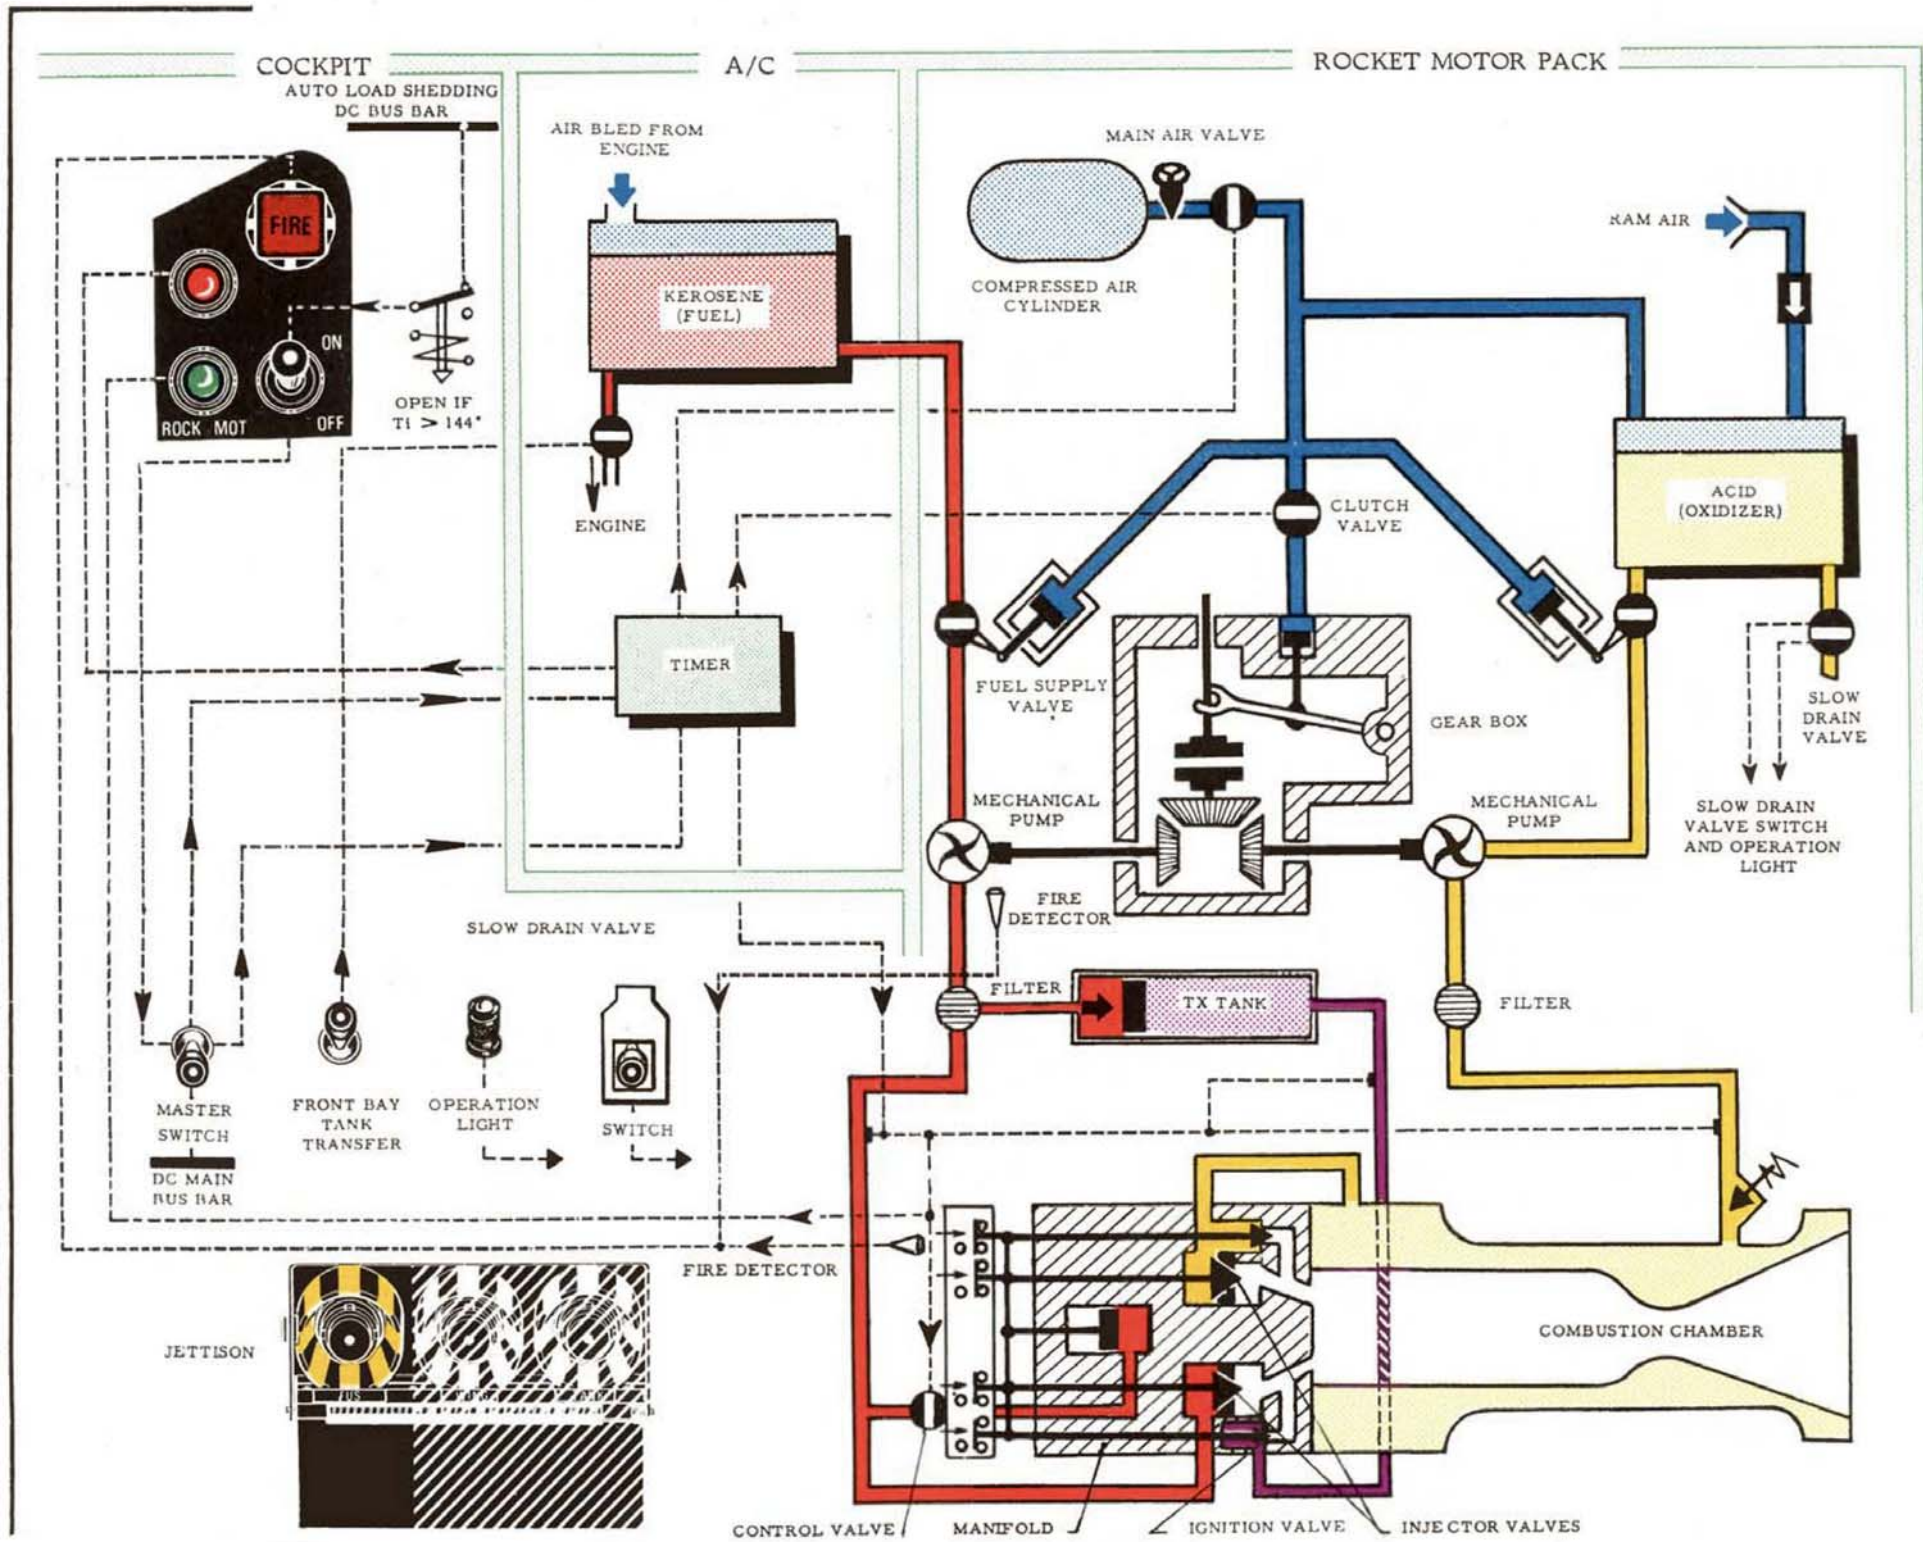 COCKPIT
A/C
ROCKET MOTOR PACK
AUTO LOAD SHEDDING
DC BUS BAR
AIR BLED FROM
ENGINE
MAIN AIR VALVE
FIRE
RAM AIR
KEROSENE
(FUEL)
COMPRESSED AIR
CYLINDER
ON
OFF
ROCK MOT
OPEN IF
T1 > 144°
ENGINE
CLUTCH
VALVE
ACID
(OXIDIZER)
TIMER
FUEL SUPPLY
VALVE
GEAR BOX
SLOW
DRAIN
VALVE
MECHANICAL
PUMP
MECHANICAL
PUMP
SLOW DRAIN
VALVE SWITCH
AND OPERATION
LIGHT
FIRE
DETECTOR
SLOW DRAIN VALVE
FILTER
TX TANK
FILTER
MASTER
SWITCH
DC MAIN
BUS BAR
FRONT BAY
TANK
TRANSFER
OPERATION
LIGHT
SWITCH
FIRE DETECTOR
JETTISON
COMBUSTION CHAMBER
CONTROL VALVE
MANIFOLD
IGNITION VALVE
INJECTOR VALVES